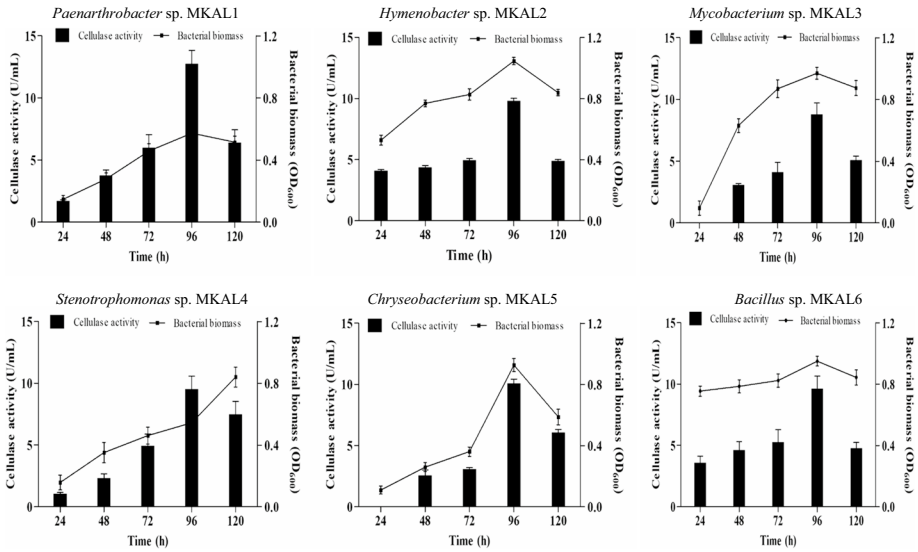 Paenarthrobacter sp. MKAL1
Cellulase activity
Bacterial biomass
Cellulase activity (U/mL)
15
10
5
0
1.2
0.8
0.4
0.0
Bacterial biomass (OD600)
24 48 72 96 120
Time (h)
Hymenobacter sp. MKAL2
Cellulase activity
Bacterial biomass
Cellulase activity (U/mL)
15
10
5
0
1.2
0.8
0.4
0.0
Bacterial biomass (OD600)
24 48 72 96 120
Time (h)
Mycobacterium sp. MKAL3
Cellulase activity
Bacterial biomass
Cellulase activity (U/mL)
15
10
5
0
1.2
0.8
0.4
0.0
Bacterial biomass (OD600)
24 48 72 96 120
Time (h)
Stenotrophomonas sp. MKAL4
Cellulase activity
Bacterial biomass
Cellulase activity (U/mL)
15
10
5
0
1.2
0.8
0.4
0.0
Bacterial biomass (OD600)
24 48 72 96 120
Time (h)
Chryseobacterium sp. MKAL5
Cellulase activity
Bacterial biomass
Cellulase activity (U/mL)
15
10
5
0
1.2
0.8
0.4
0.0
Bacterial biomass (OD600)
24 48 72 96 120
Time (h)
Bacillus sp. MKAL6
Cellulase activity
Bacterial biomass
Cellulase activity (U/mL)
15
10
5
0
1.2
0.8
0.4
0.0
Bacterial biomass (OD600)
24 48 72 96 120
Time (h)